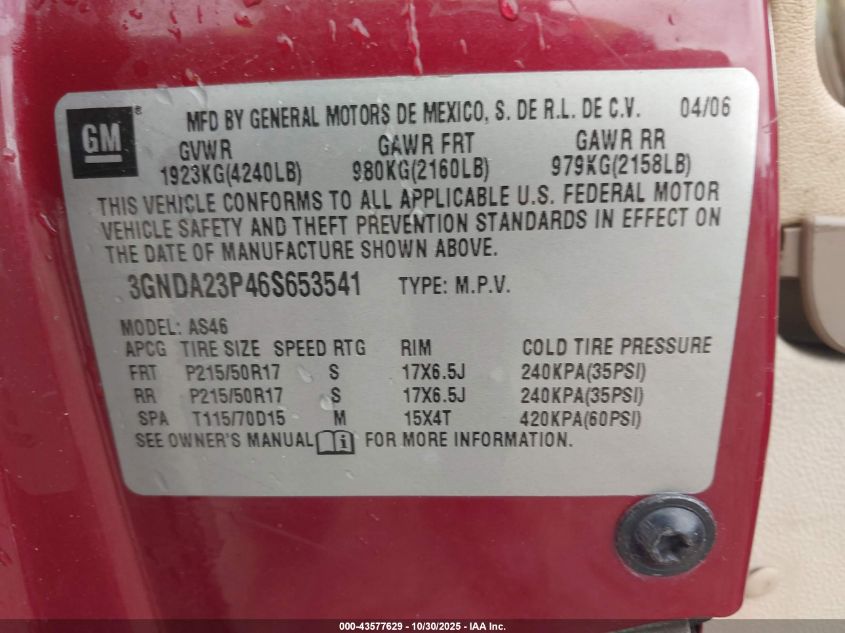 GM ®
MFD BY GENERAL MOTORS DE MEXICO, S. DE R.L. DE C.V. 04/06
GVWR GAWR FRT GAWR RR
1923KG(4240LB) 980KG(2160LB) 979KG(2158LB)
THIS VEHICLE CONFORMS TO ALL APPLICABLE U.S. FEDERAL MOTOR
VEHICLE SAFETY AND THEFT PREVENTION STANDARDS IN EFFECT ON
THE DATE OF MANUFACTURE SHOWN ABOVE.
3GNDA23P46S653541 TYPE: M.P.V.
MODEL: AS46
APCG TIRE SIZE SPEED RTG RIM COLD TIRE PRESSURE
FRT P215/50R17 S 17X6.5J 240KPA(35PSI)
RR P215/50R17 S 17X6.5J 240KPA(35PSI)
SPA T115/70D15 M 15X4T 420KPA(60PSI)
SEE OWNER'S MANUAL i FOR MORE INFORMATION.
000-43577629 - 10/30/2025 - IAA Inc.